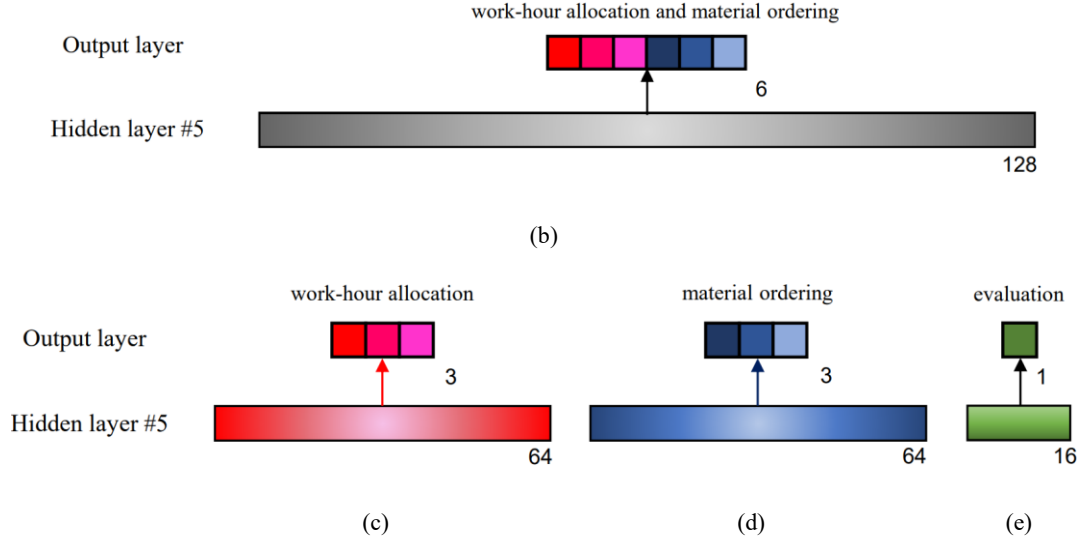 work-hour allocation and material ordering
Output layer
6
Hidden layer #5
128
(b)
work-hour allocation
material ordering
evaluation
Output layer
3
3
1
Hidden layer #5
64
64
16
(c)
(d)
(e)